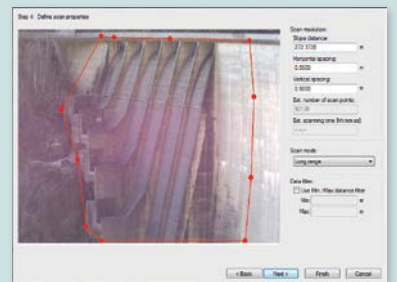 Step 4: Define scan properties
Scan resolution:
Slope distance:
272.3728 m
Horizontal spacing:
0.5000 m
Vertical spacing:
0.5000 m
Est. number of scan points:
Est. scanning time [hh:mm:ss]:
Scan mode:
Long range
Data filter:
Use Min./Max distance filter
Min: m
Max: m
< Back Next > Finish Cancel